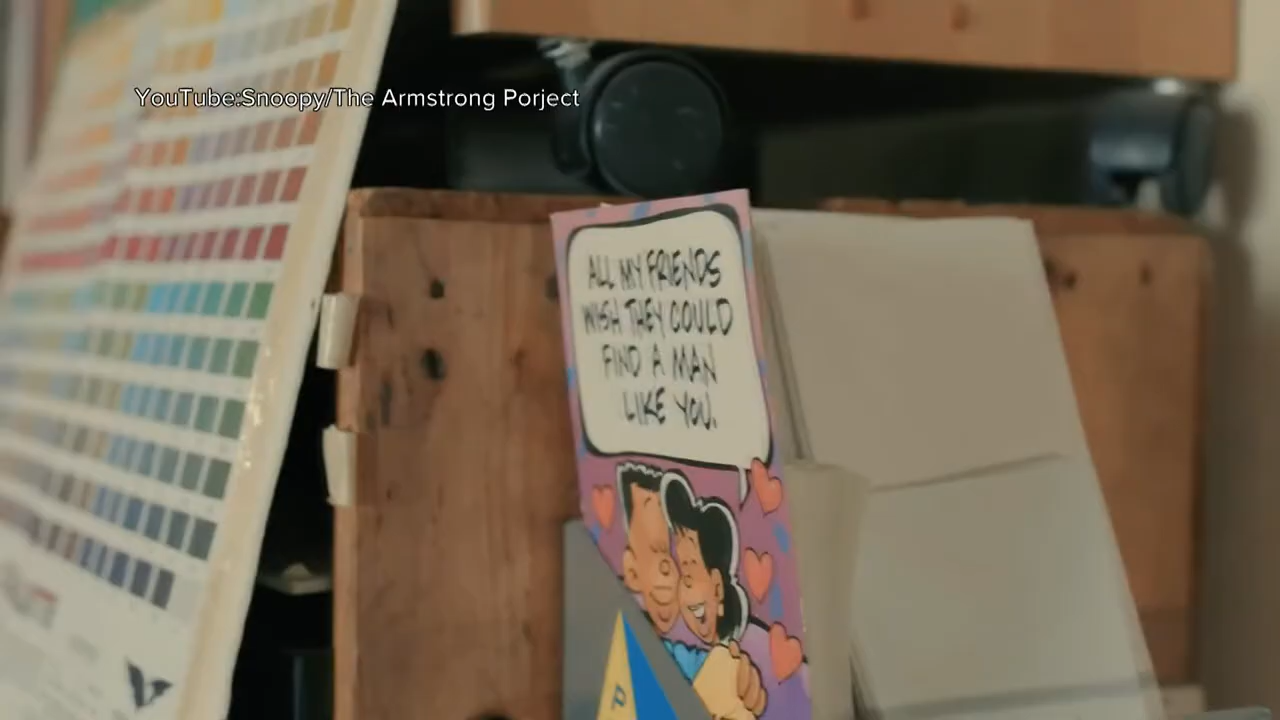 YouTube:Snoopy/The Armstrong Porject
ALL MY FRIENDS
WISH THEY COULD
FIND A MAN
LIKE YOU.
P